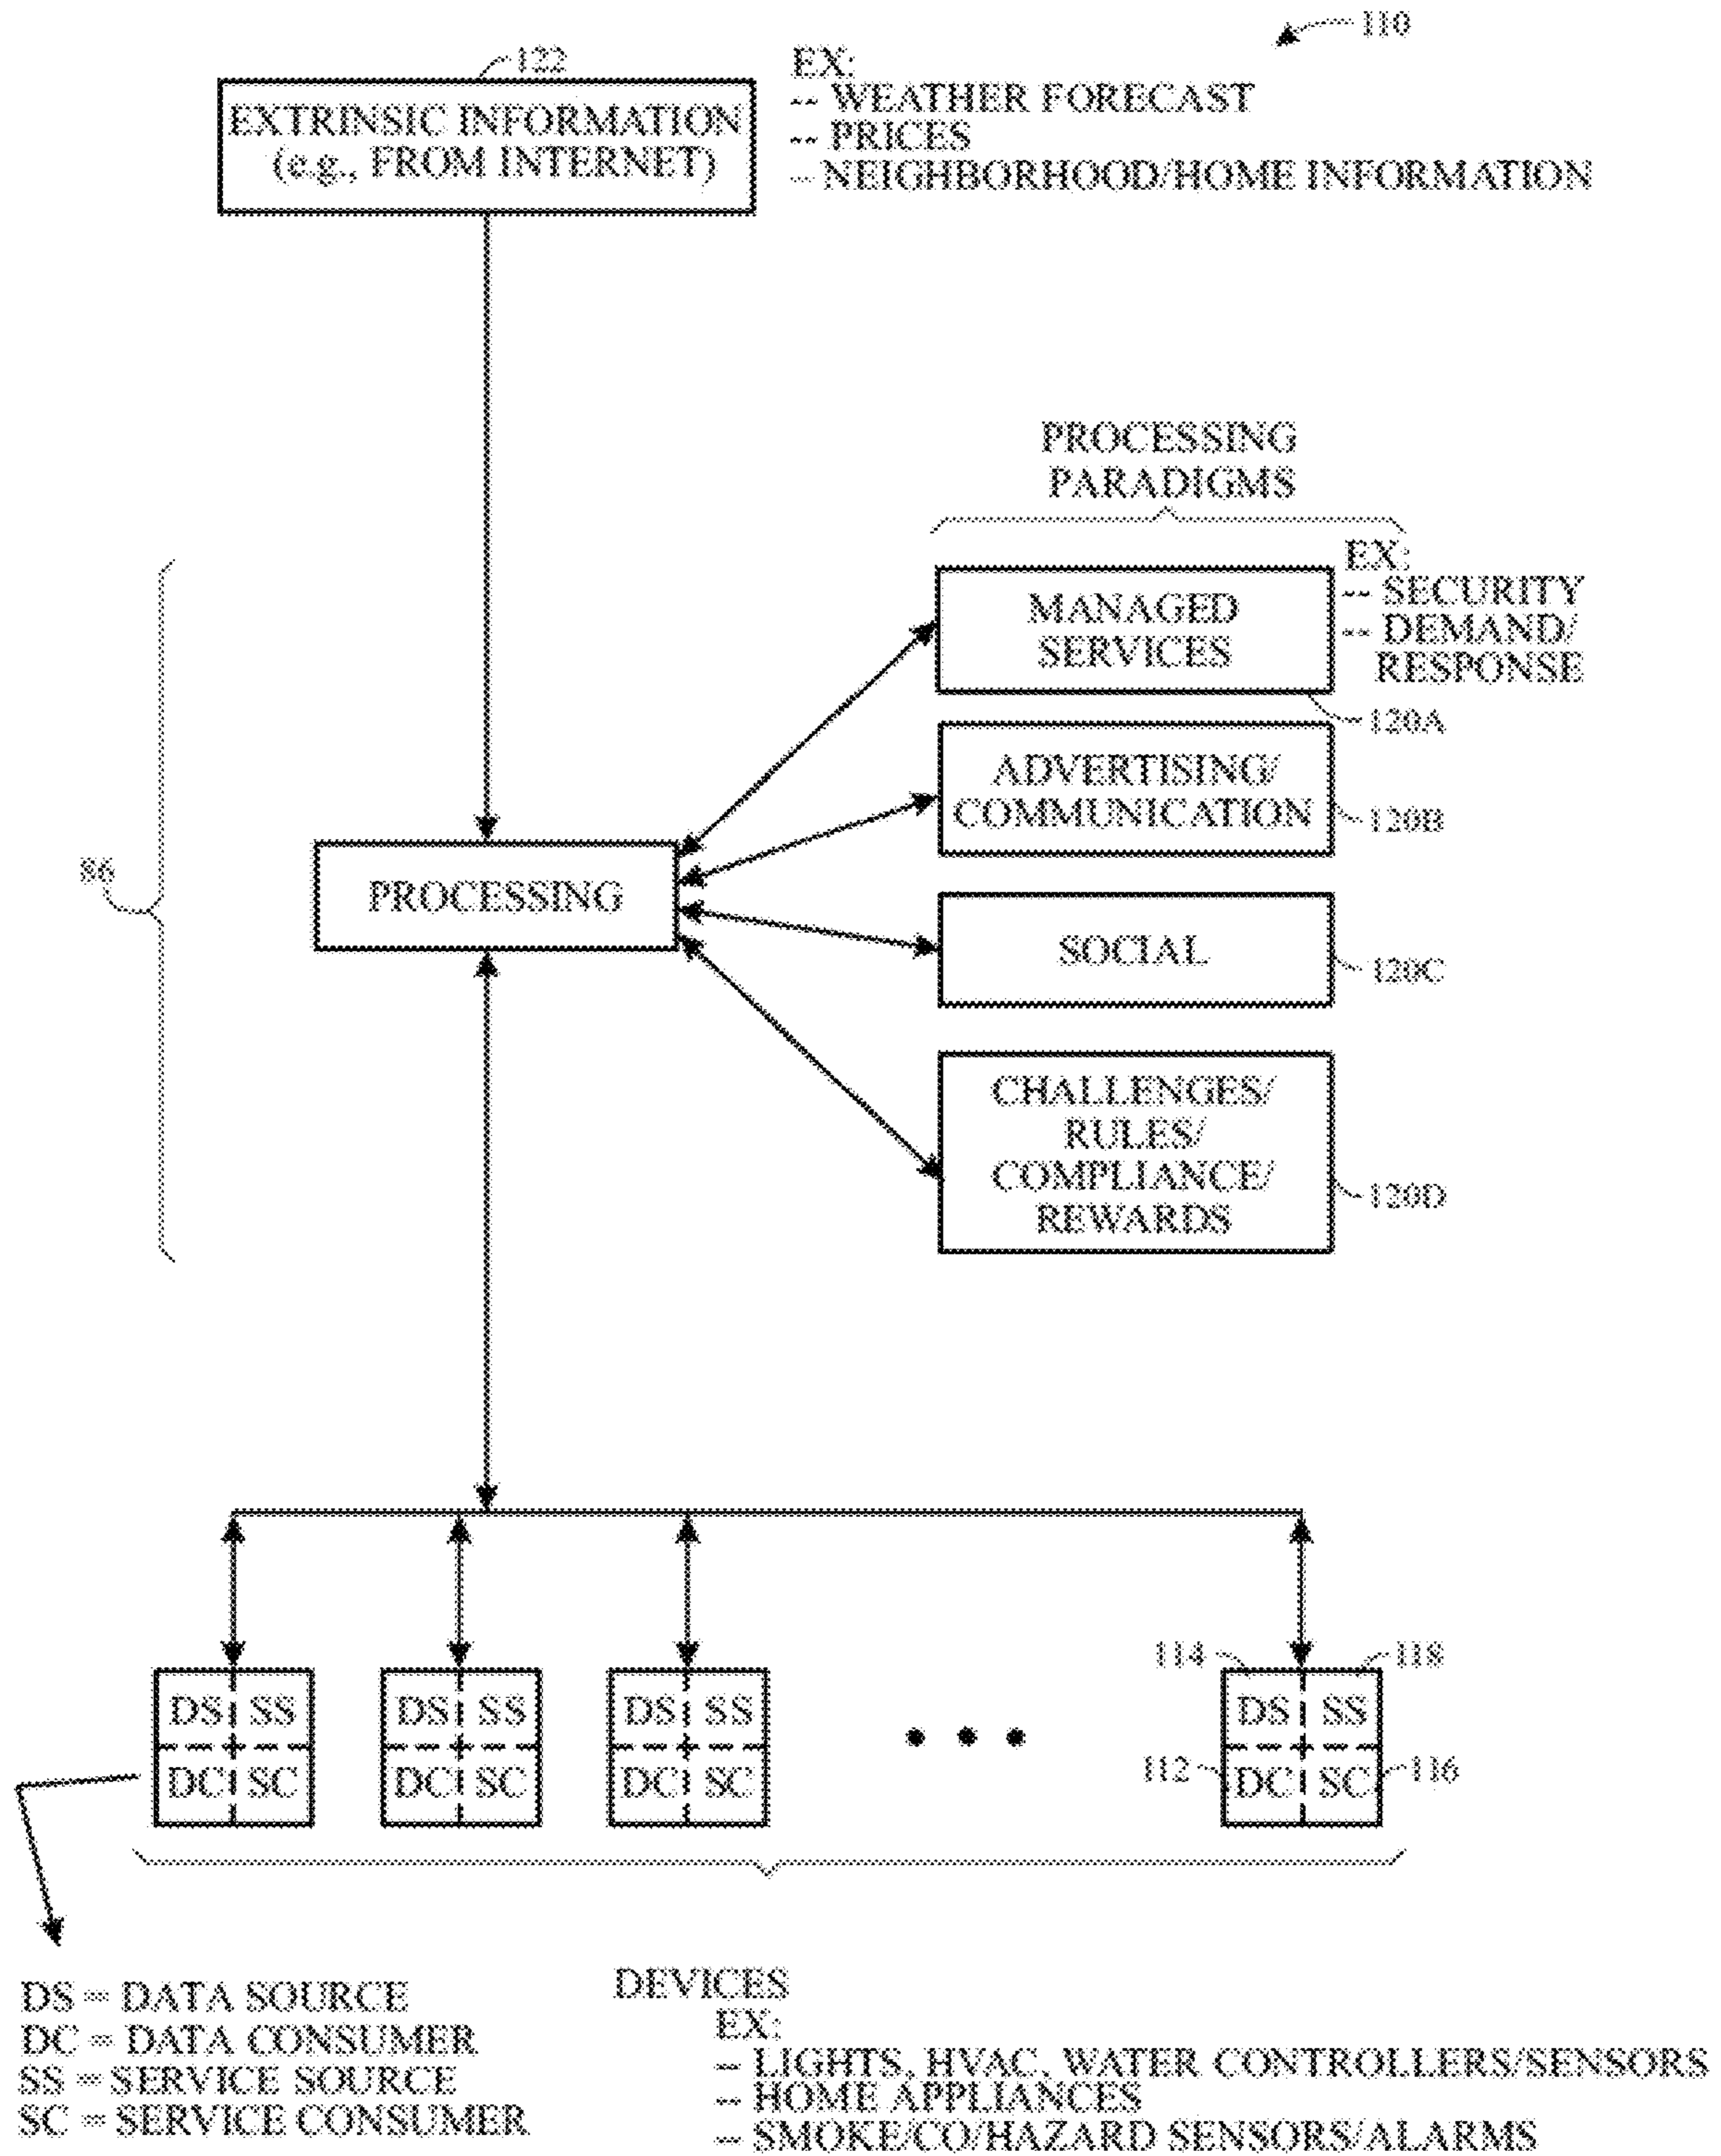 110
122
EXTRINSIC INFORMATION
(e.g., FROM INTERNET)
EX:
-- WEATHER FORECAST
-- PRICES
-- NEIGHBORHOOD/HOME INFORMATION
PROCESSING
PARADIGMS
MANAGED
SERVICES
EX:
-- SECURITY
-- DEMAND/
RESPONSE
120A
ADVERTISING/
COMMUNICATION
120B
86
PROCESSING
SOCIAL
120C
CHALLENGES/
RULES/
COMPLIANCE/
REWARDS
120D
114
118
DS SS
DC SC
DS SS
DC SC
DS SS
DC SC
• • •
DS SS
DC SC
112
116
DS = DATA SOURCE
DC = DATA CONSUMER
SS = SERVICE SOURCE
SC = SERVICE CONSUMER
DEVICES
EX:
-- LIGHTS, HVAC, WATER CONTROLLERS/SENSORS
-- HOME APPLIANCES
-- SMOKE/CO/HAZARD SENSORS/ALARMS